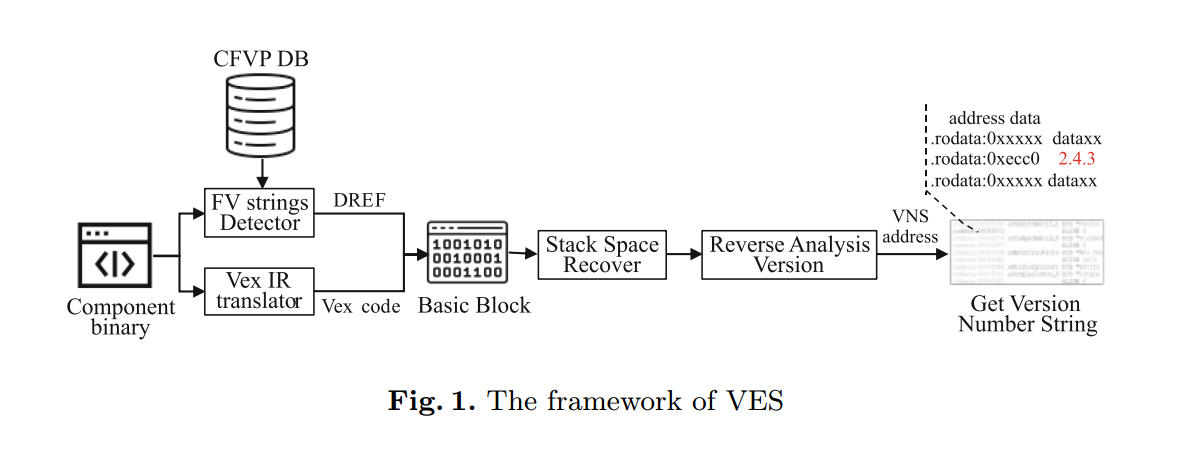 CFVP DB
FV strings
Detector
DREF
Vex IR
translator
Vex code
Component
binary
1001010
0010001
0001100
Basic Block
Stack Space
Recover
Reverse Analysis
Version
VNS
address
address data
.rodata:0xxxxx dataxx
.rodata:0xecc0 2.4.3
.rodata:0xxxxx dataxx
Get Version
Number String
Fig. 1. The framework of VES